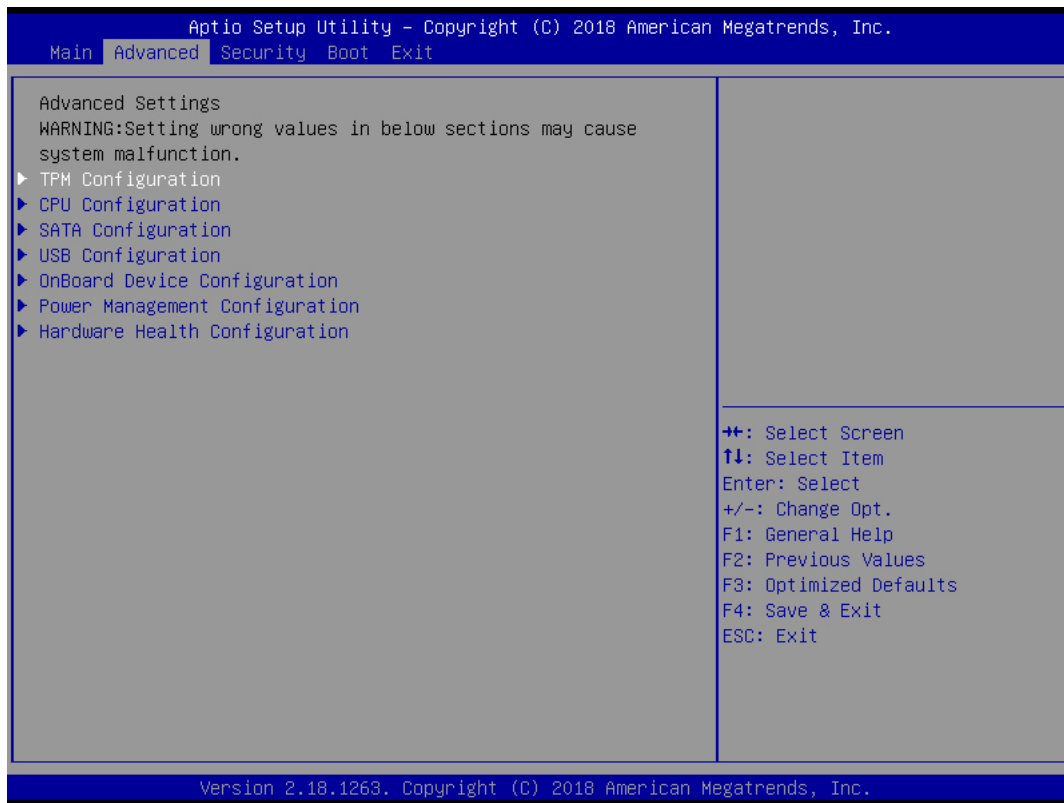 Aptio Setup Utility – Copyright (C) 2018 American Megatrends, Inc.
Main Advanced Security Boot Exit
Advanced Settings
WARNING:Setting wrong values in below sections may cause
system malfunction.
▶ TPM Configuration
▶ CPU Configuration
▶ SATA Configuration
▶ USB Configuration
▶ OnBoard Device Configuration
▶ Power Management Configuration
▶ Hardware Health Configuration
→←: Select Screen
↑↓: Select Item
Enter: Select
+/-: Change Opt.
F1: General Help
F2: Previous Values
F3: Optimized Defaults
F4: Save & Exit
ESC: Exit
Version 2.18.1263. Copyright (C) 2018 American Megatrends, Inc.